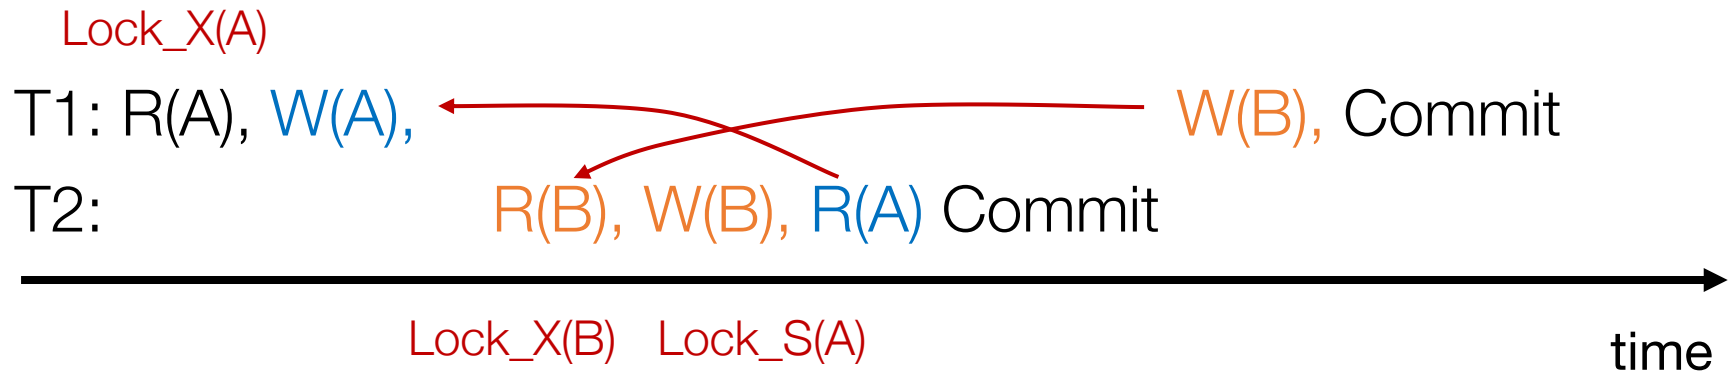 Lock_X(A)
T1: R(A), W(A), W(B), Commit
T2: R(B), W(B), R(A) Commit
Lock_X(B) Lock_S(A)
time